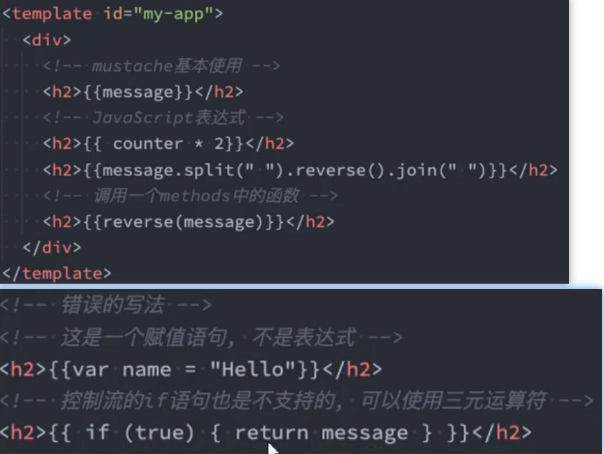 <template id="my-app">
<div>
<!-- mustache基本使用 -->
<h2>{{message}}</h2>
<!-- JavaScript表达式 -->
<h2>{{ counter * 2}}</h2>
<h2>{{message.split(" ").reverse().join(" ")}}</h2>
<!-- 调用一个methods中的函数 -->
<h2>{{reverse(message)}}</h2>
</div>
</template>
<!-- 错误的写法 -->
<!-- 这是一个赋值语句, 不是表达式 -->
<h2>{{var name = "Hello"}}</h2>
<!-- 控制流的if语句也是不支持的, 可以使用三元运算符 -->
<h2>{{ if (true) { return message } }}</h2>